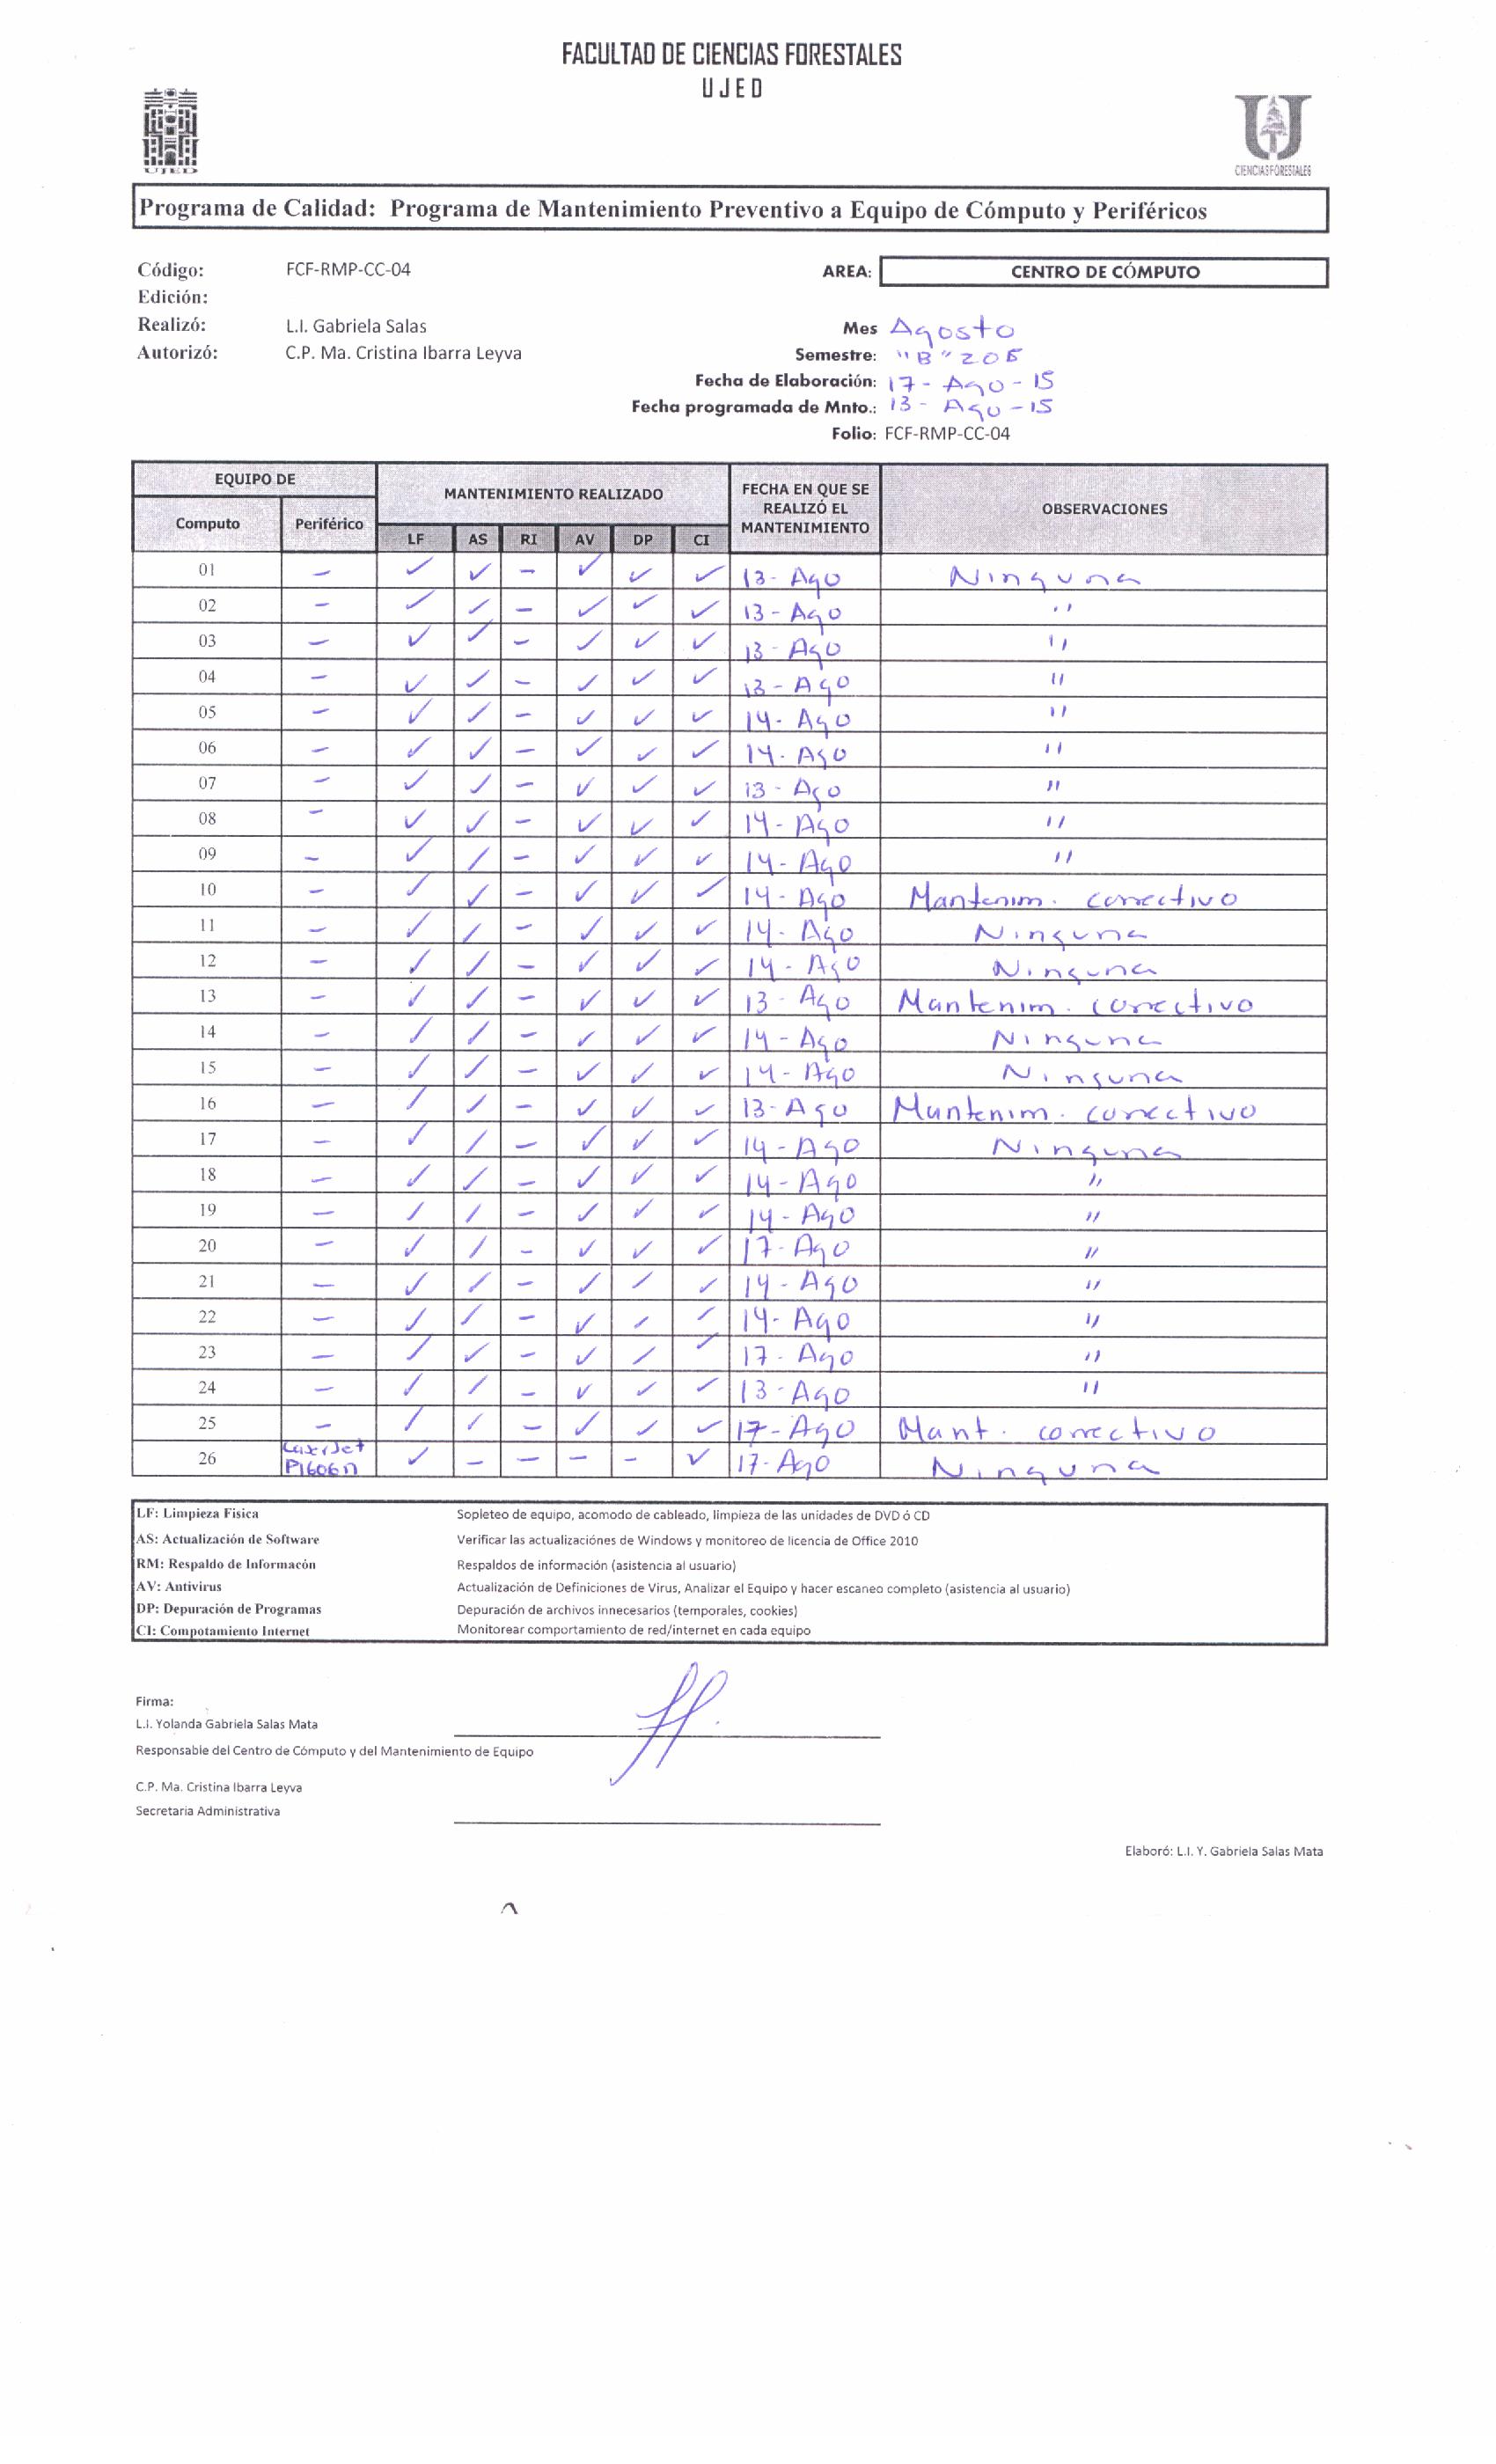 FACULTAD DE CIENCIAS FORESTALES
UJED
UJED
CIENCIAS FORESTALES
Programa de Calidad: Programa de Mantenimiento Preventivo a Equipo de Cómputo y Periféricos
Código: FCF-RMP-CC-04 AREA: CENTRO DE CÓMPUTO
Edición:
Realizó: L.I. Gabriela Salas Mes Agosto
Autorizó: C.P. Ma. Cristina Ibarra Leyva Semestre: "B"
Fecha de Elaboración: 17 - Ago - 15
Fecha programada de Mnto.: 13 - Ago - 15
Folio: FCF-RMP-CC-04
EQUIPO DE MANTENIMIENTO REALIZADO FECHA EN QUE SE REALIZÓ EL MANTENIMIENTO OBSERVACIONES
Computo Periférico LF AS RI AV DP CI
01 – ✓ ✓ – ✓ ✓ ✓ 13- Ago Ninguna
02 – ✓ ✓ – ✓ ✓ ✓ 13- Ago "
03 – ✓ ✓ – ✓ ✓ ✓ 13- Ago "
04 – ✓ ✓ – ✓ ✓ ✓ 13- Ago "
05 – ✓ ✓ – ✓ ✓ ✓ 14- Ago "
06 – ✓ ✓ – ✓ ✓ ✓ 14- Ago "
07 – ✓ ✓ – ✓ ✓ ✓ 13- Ago "
08 – ✓ ✓ – ✓ ✓ ✓ 14- Ago "
09 – ✓ ✓ – ✓ ✓ ✓ 14- Ago "
10 – ✓ ✓ – ✓ ✓ ✓ 14- Ago Mantenim. correctivo
11 – ✓ ✓ – ✓ ✓ ✓ 14- Ago Ninguna
12 – ✓ ✓ – ✓ ✓ ✓ 14- Ago Ninguna
13 – ✓ ✓ – ✓ ✓ ✓ 13- Ago Mantenim. correctivo
14 – ✓ ✓ – ✓ ✓ ✓ 14- Ago Ninguna
15 – ✓ ✓ – ✓ ✓ ✓ 14- Ago Ninguna
16 – ✓ ✓ – ✓ ✓ ✓ 13- Ago Mantenim. correctivo
17 – ✓ ✓ – ✓ ✓ ✓ 14- Ago Ninguna
18 – ✓ ✓ – ✓ ✓ ✓ 14- Ago "
19 – ✓ ✓ – ✓ ✓ ✓ 14- Ago "
20 – ✓ ✓ – ✓ ✓ ✓ 17- Ago "
21 – ✓ ✓ – ✓ ✓ ✓ 14- Ago "
22 – ✓ ✓ – ✓ ✓ ✓ 14- Ago "
23 – ✓ ✓ – ✓ ✓ ✓ 17- Ago "
24 – ✓ ✓ – ✓ ✓ ✓ 13- Ago "
25 – ✓ ✓ – ✓ ✓ ✓ 17- Ago Mant. correctivo
26 LaserJet P1606n ✓ – – – – ✓ 17- Ago Ninguna
LF: Limpieza Fisica Sopleteo de equipo, acomodo de cableado, limpieza de las unidades de DVD ó CD
AS: Actualización de Software Verificar las actualizaciónes de Windows y monitoreo de licencia de Office 2010
RM: Respaldo de Informacón Respaldos de información (asistencia al usuario)
AV: Antivirus Actualización de Definiciones de Virus, Analizar el Equipo y hacer escaneo completo (asistencia al usuario)
DP: Depuración de Programas Depuración de archivos innecesarios (temporales, cookies)
CI: Compotamiento Internet Monitorear comportamiento de red/internet en cada equipo
Firma:
L.I. Yolanda Gabriela Salas Mata
Responsable del Centro de Cómputo y del Mantenimiento de Equipo
C.P. Ma. Cristina Ibarra Leyva
Secretaria Administrativa
Elaboró: L.I. Y. Gabriela Salas Mata